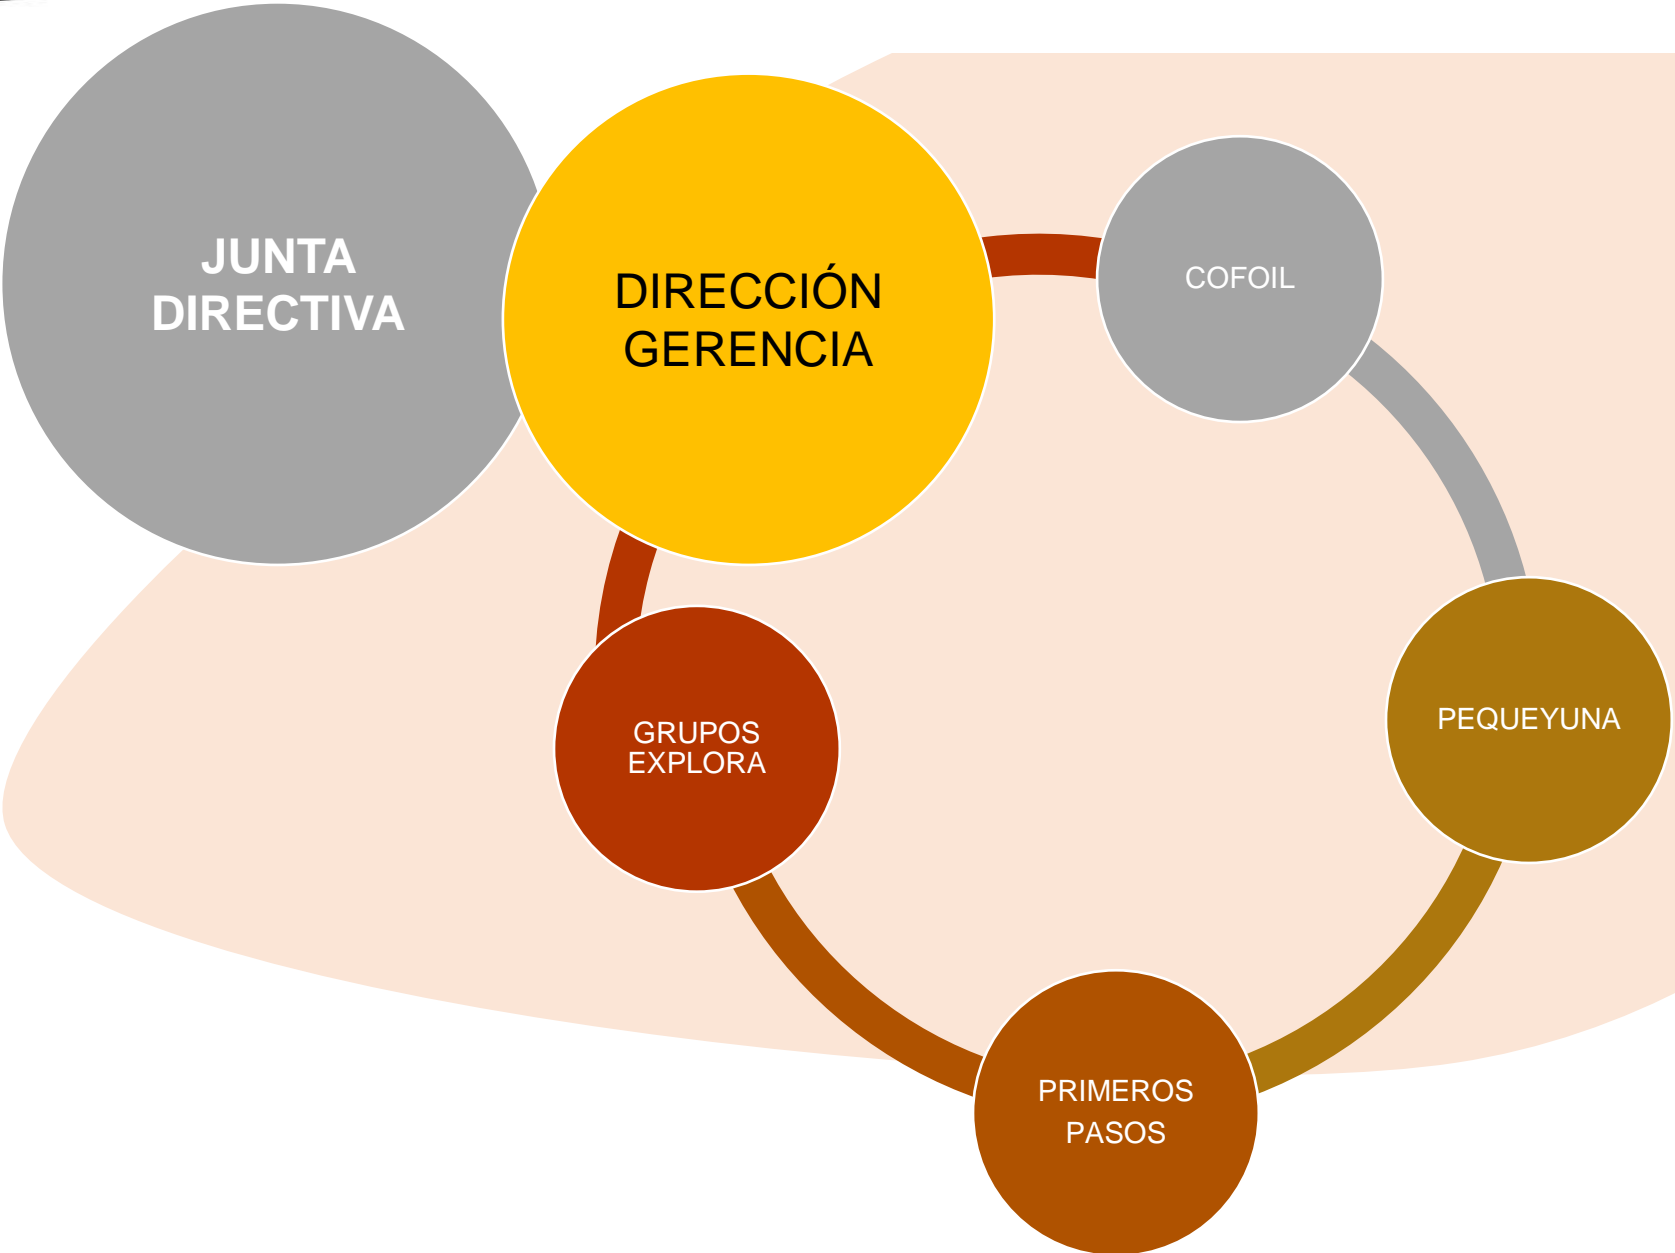 JUNTA
DIRECTIVA
DIRECCIÓN
GERENCIA
COFOIL
PEQUEYUNA
GRUPOS
EXPLORA
PRIMEROS
PASOS